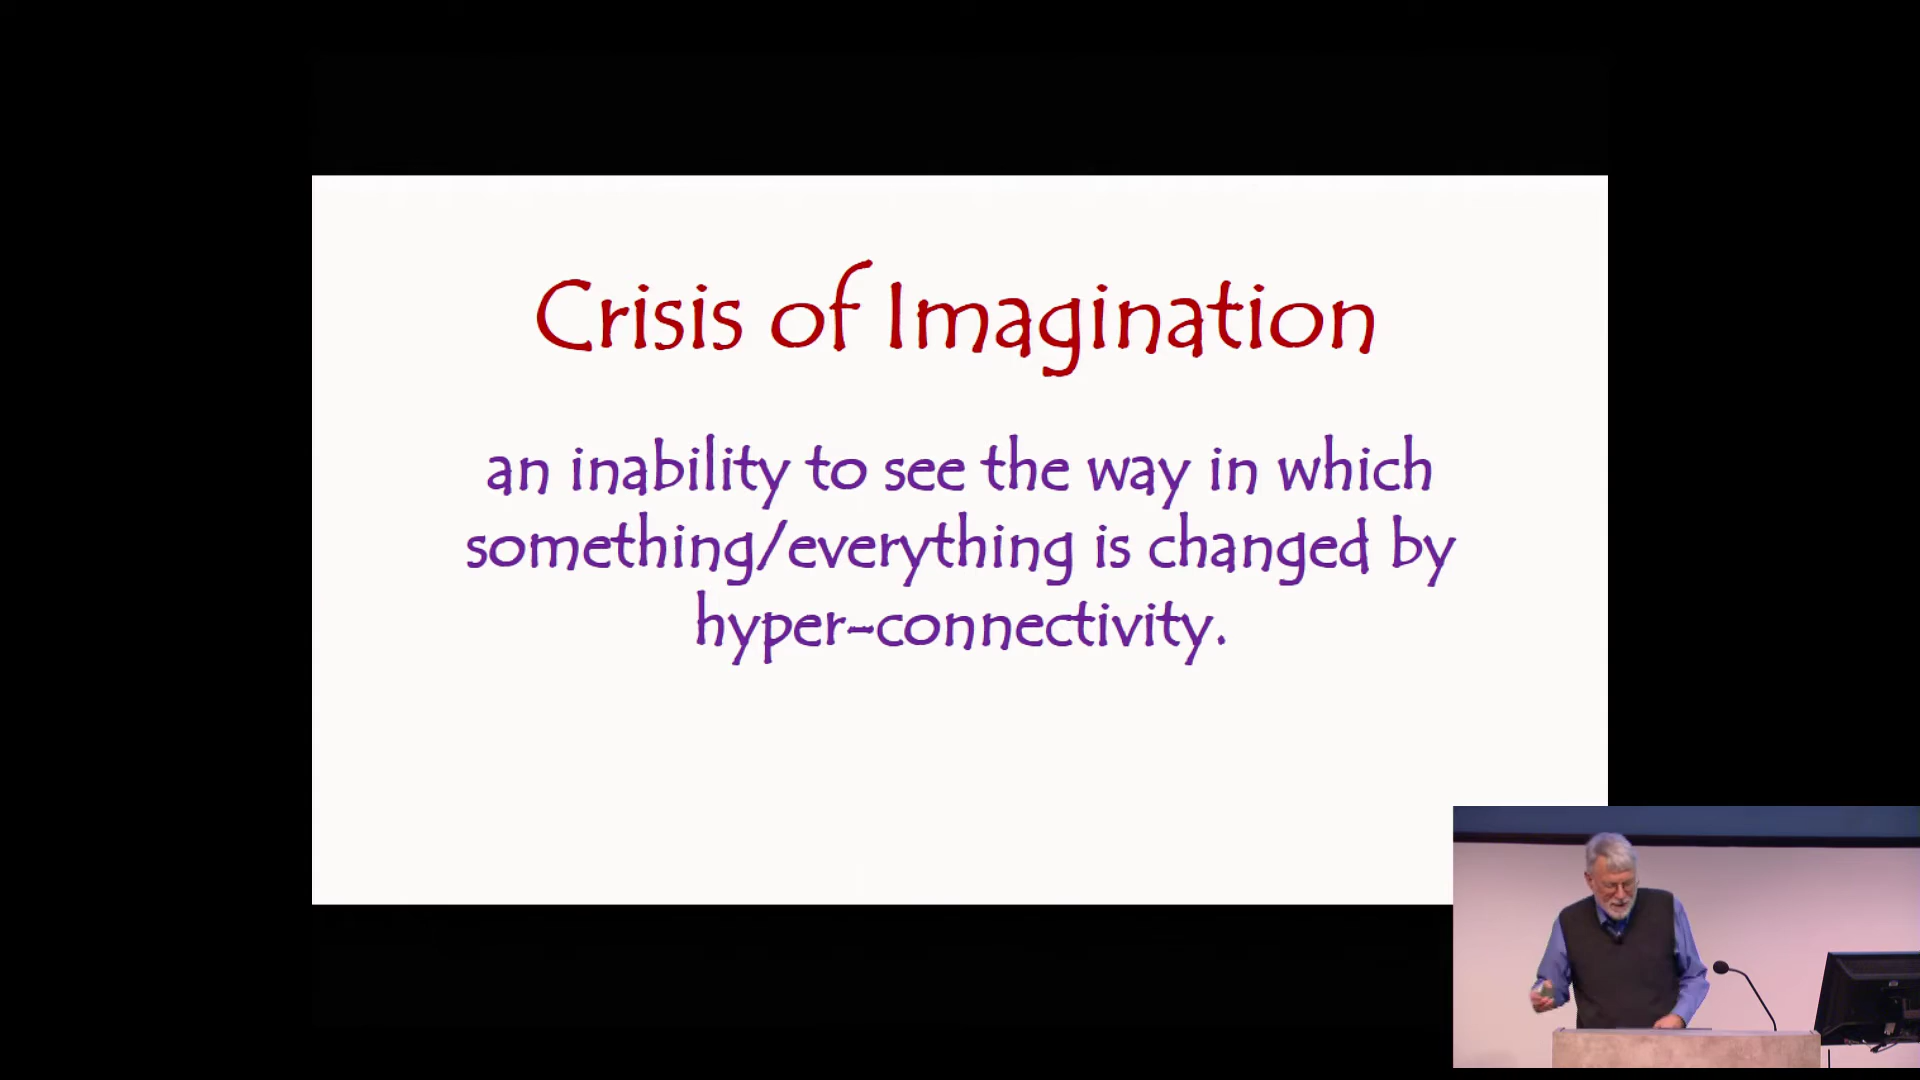 Crisis of Imagination
an inability to see the way in which
something/everything is changed by
hyper-connectivity.